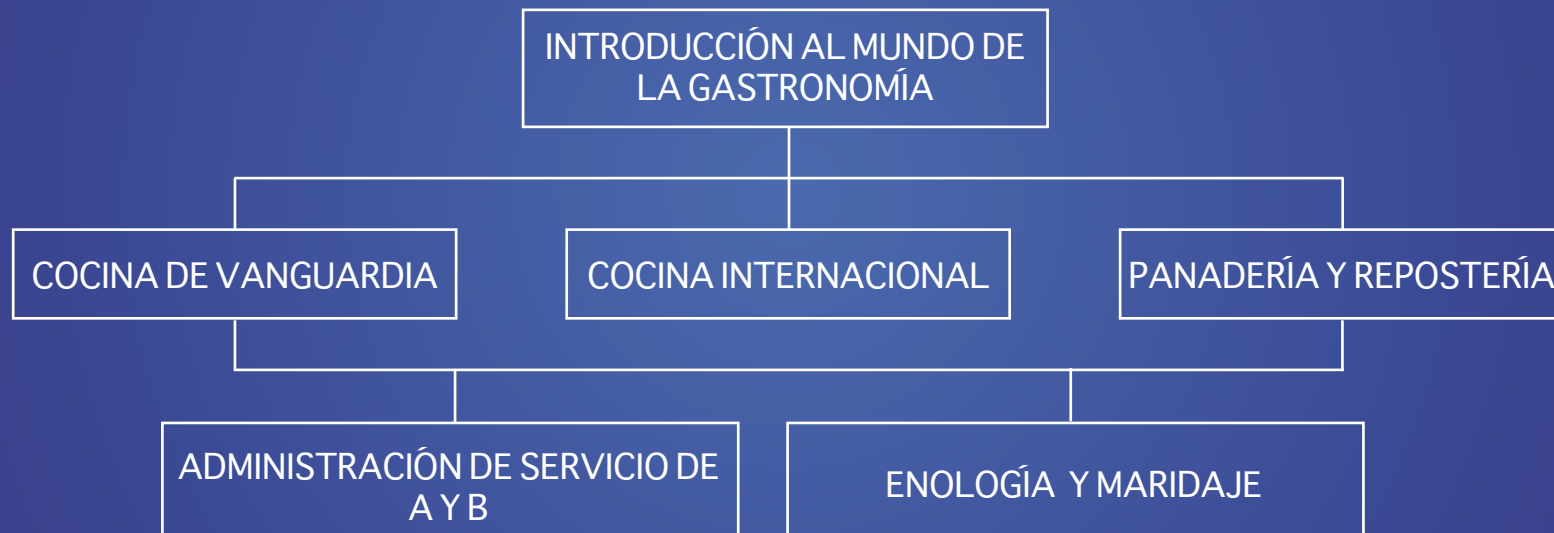 INTRODUCCIÓN AL MUNDO DE
LA GASTRONOMÍA
COCINA DE VANGUARDIA
COCINA INTERNACIONAL
PANADERÍA Y REPOSTERÍA
ADMINISTRACIÓN DE SERVICIO DE
A Y B
ENOLOGÍA Y MARIDAJE